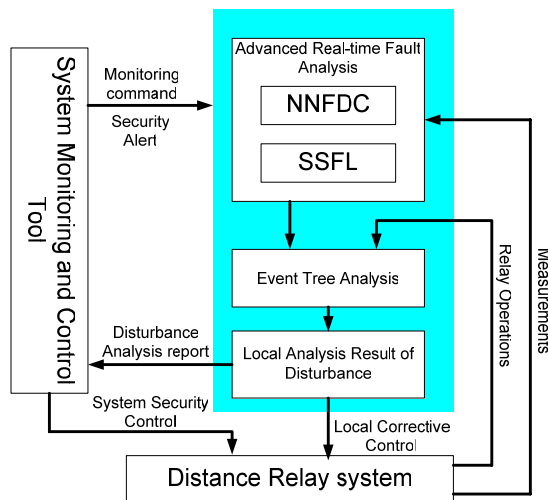 System Monitoring and Control
Tool
Monitoring
command
Security
Alert
Advanced Real-time Fault
Analysis
NNFDC
SSFL
Event Tree Analysis
Local Analysis Result of
Disturbance
Disturbance
Analysis report
System Security
Control
Local Corrective
Control
Relay Operations
Measurements
Distance Relay system